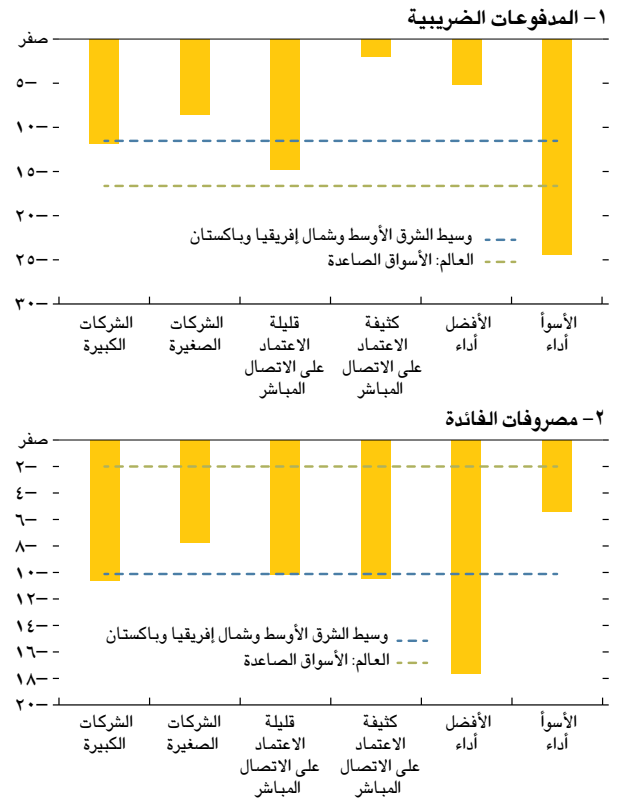 ١- المدفوعات الضريبية
صفر
٥–
١٠–
١٥–
٢٠–
٢٥–
٣٠–
وسيط الشرق الأوسط وشمال إفريقيا وباكستان
العالم: الأسواق الصاعدة
الشركات الكبيرة
الشركات الصغيرة
قليلة الاعتماد على الاتصال المباشر
كثيفة الاعتماد على الاتصال المباشر
الأفضل أداء
الأسوأ أداء
٢- مصروفات الفائدة
صفر
٢–
٤–
٦–
٨–
١٠–
١٢–
١٤–
١٦–
١٨–
٢٠–
وسيط الشرق الأوسط وشمال إفريقيا وباكستان
العالم: الأسواق الصاعدة
الشركات الكبيرة
الشركات الصغيرة
قليلة الاعتماد على الاتصال المباشر
كثيفة الاعتماد على الاتصال المباشر
الأفضل أداء
الأسوأ أداء